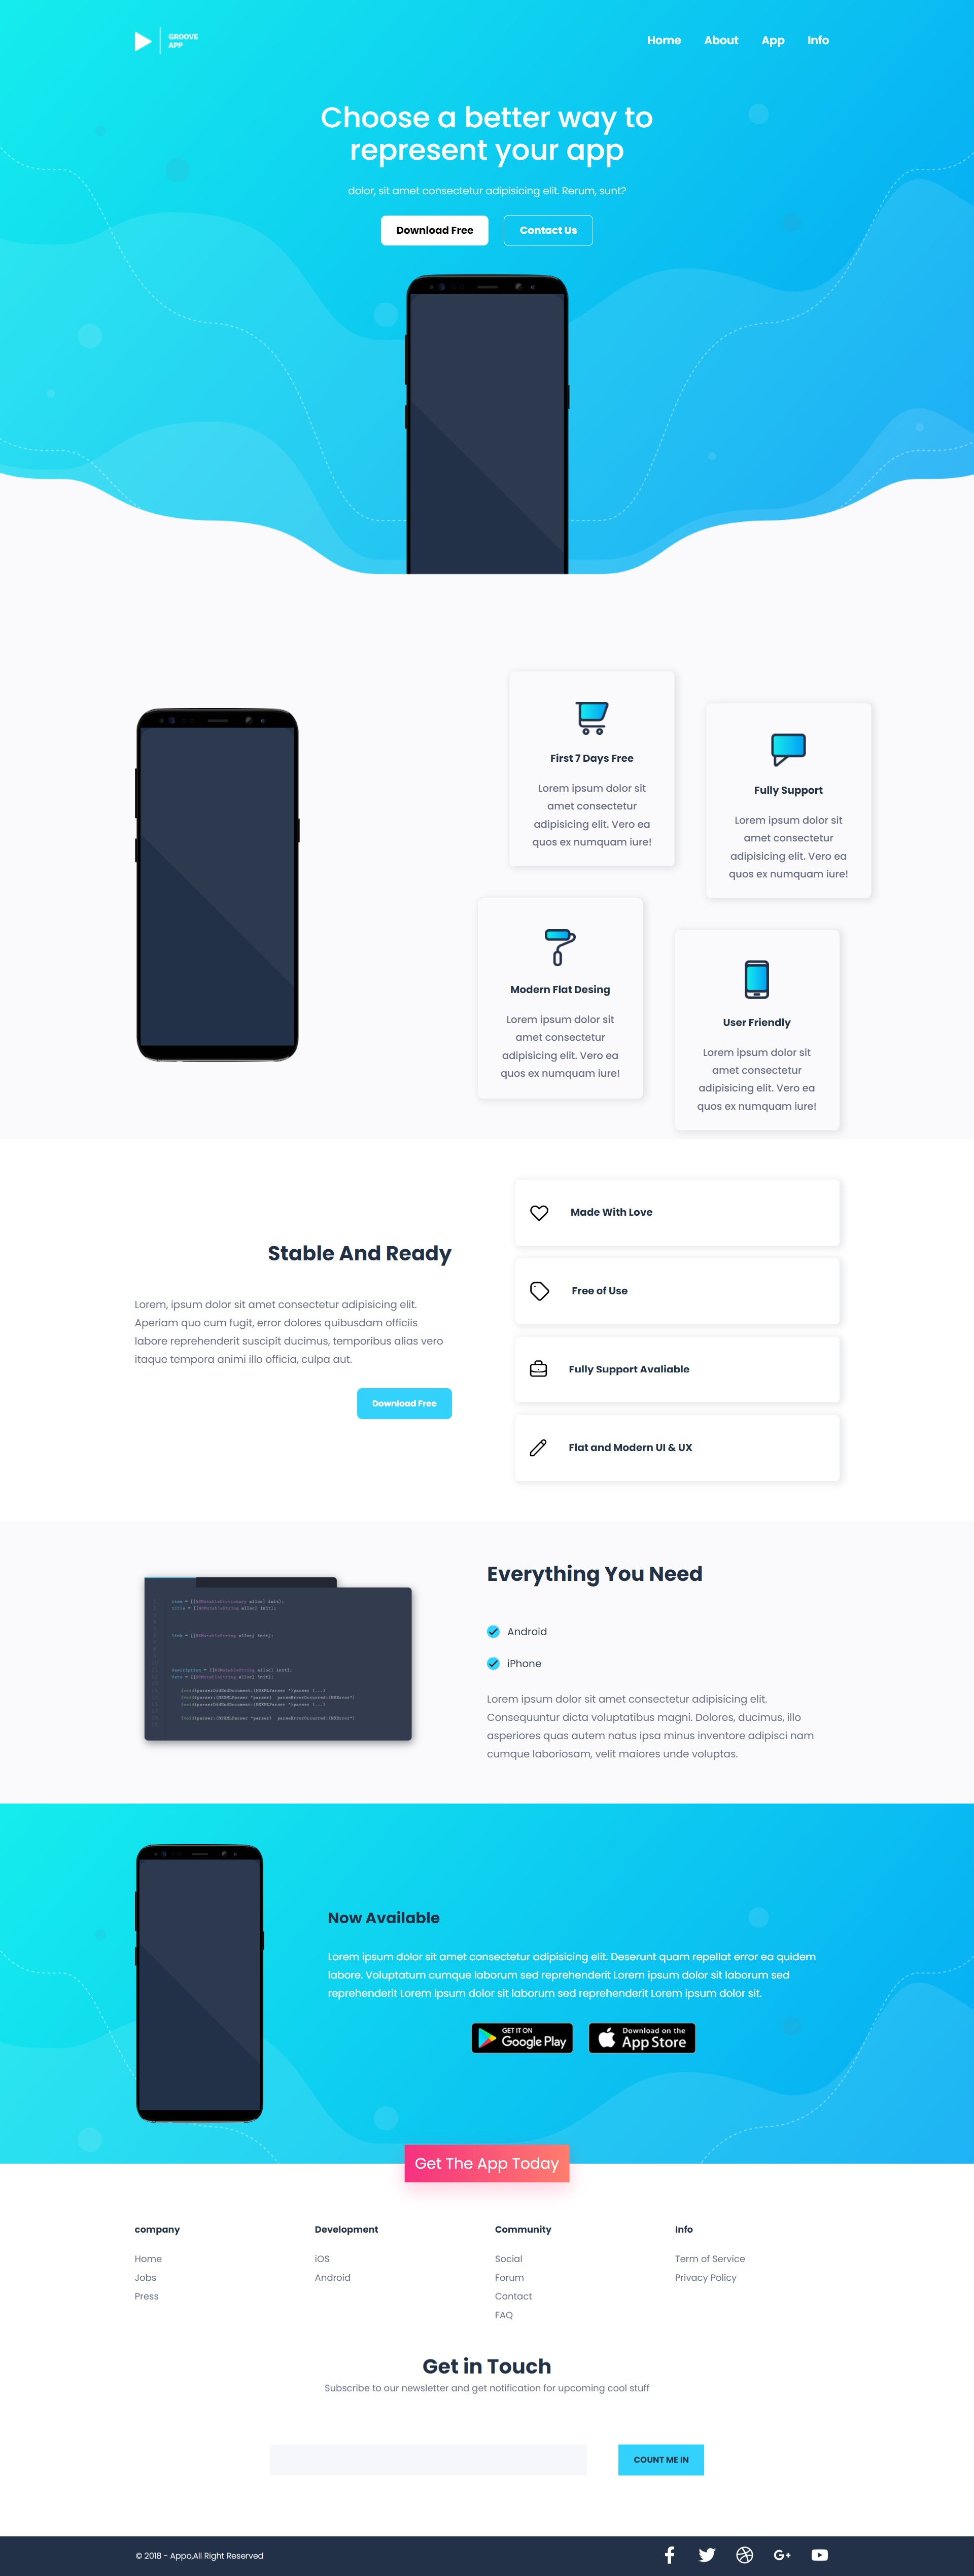 GROOVE
APP
Home About App Info
Choose a better way to
represent your app
dolor, sit amet consectetur adipisicing elit. Rerum, sunt?
Download Free Contact Us
First 7 Days Free
Lorem ipsum dolor sit
amet consectetur
adipisicing elit. Vero ea
quos ex numquam iure!
Fully Support
Lorem ipsum dolor sit
amet consectetur
adipisicing elit. Vero ea
quos ex numquam iure!
Modern Flat Desing
Lorem ipsum dolor sit
amet consectetur
adipisicing elit. Vero ea
quos ex numquam iure!
User Friendly
Lorem ipsum dolor sit
amet consectetur
adipisicing elit. Vero ea
quos ex numquam iure!
Stable And Ready
Lorem, ipsum dolor sit amet consectetur adipisicing elit.
Aperiam quo cum fugit, error dolores quibusdam officiis
labore reprehenderit suscipit ducimus, temporibus alias vero
itaque tempora animi illo officia, culpa aut.
Download Free
Made With Love
Free of Use
Fully Support Avaliable
Flat and Modern UI & UX
Everything You Need
Android
iPhone
Lorem ipsum dolor sit amet consectetur adipisicing elit.
Consequuntur dicta voluptatibus magni. Dolores, ducimus, illo
asperiores quas autem natus ipsa minus inventore adipisci nam
cumque laboriosam, velit maiores unde voluptas.
Now Available
Lorem ipsum dolor sit amet consectetur adipisicing elit. Deserunt quam repellat error ea quidem
labore. Voluptatum cumque laborum sed reprehenderit Lorem ipsum dolor sit laborum sed
reprehenderit Lorem ipsum dolor sit laborum sed reprehenderit Lorem ipsum dolor sit.
GET IT ON
Google Play
Download on the
App Store
Get The App Today
company
Home
Jobs
Press
Development
iOS
Android
Community
Social
Forum
Contact
FAQ
Info
Term of Service
Privacy Policy
Get in Touch
Subscribe to our newsletter and get notification for upcoming cool stuff
COUNT ME IN
© 2018 - Appo,All Right Reserved